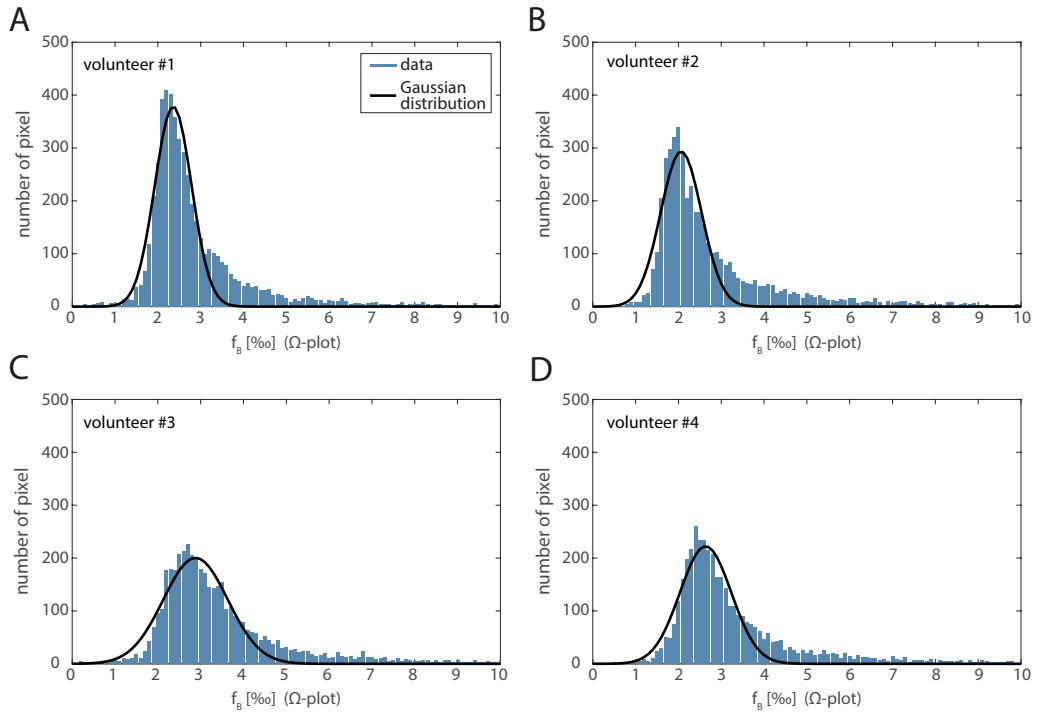 A
500
400
300
200
100
0
number of pixel
volunteer #1
data
Gaussian
distribution
0 1 2 3 4 5 6 7 8 9 10
f_B [‰] (Ω-plot)
B
500
400
300
200
100
0
number of pixel
volunteer #2
0 1 2 3 4 5 6 7 8 9 10
f_B [‰] (Ω-plot)
C
500
400
300
200
100
0
number of pixel
volunteer #3
0 1 2 3 4 5 6 7 8 9 10
f_B [‰] (Ω-plot)
D
500
400
300
200
100
0
number of pixel
volunteer #4
0 1 2 3 4 5 6 7 8 9 10
f_B [‰] (Ω-plot)